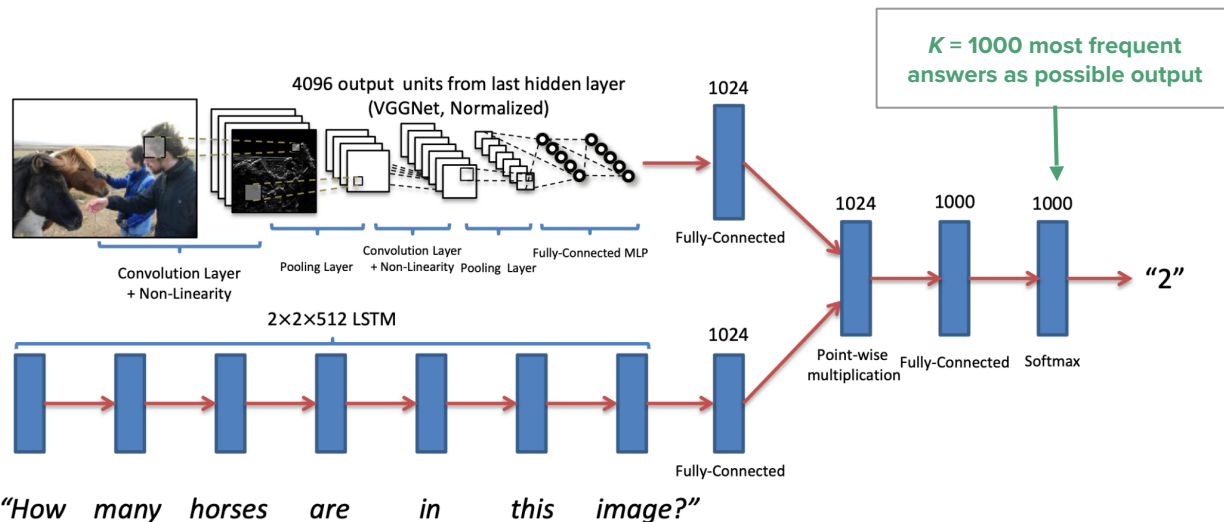 K = 1000 most frequent
answers as possible output
4096 output units from last hidden layer
(VGGNet, Normalized)
1024
Fully-Connected
Convolution Layer
+ Non-Linearity
Pooling Layer
Convolution Layer
+ Non-Linearity
Pooling Layer
Fully-Connected MLP
1024
1000
1000
“2”
Point-wise
multiplication
Fully-Connected
Softmax
2×2×512 LSTM
1024
Fully-Connected
“How many horses are in this image?”